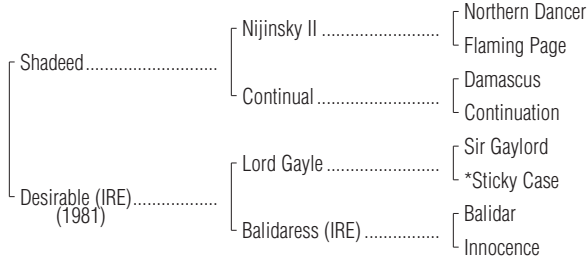 Northern Dancer
Nijinsky II ..............................
Flaming Page
Shadeed..................................
Damascus
Continual ................................
Continuation
Sir Gaylord
Lord Gayle .............................
*Sticky Case
Desirable (IRE)......................
(1981)
Balidar
Balidaress (IRE) ...................
Innocence